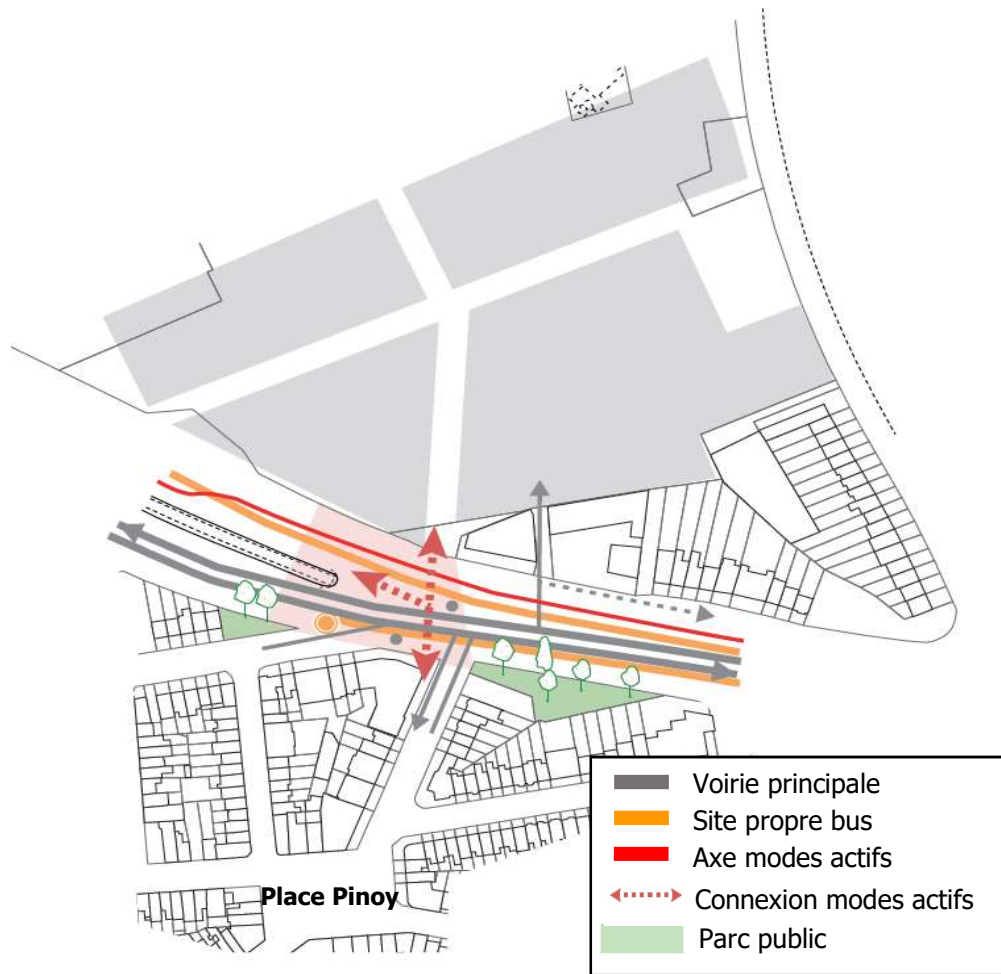 Voirie principale
Site propre bus
Axe modes actifs
Connexion modes actifs
Parc public
Place Pinoy